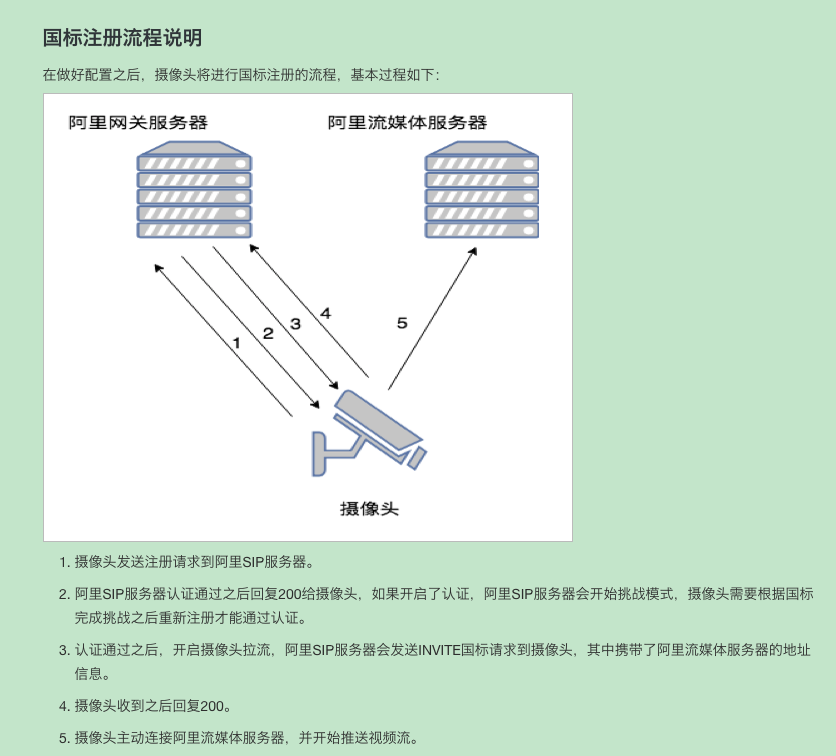 国标注册流程说明
在做好配置之后，摄像头将进行国标注册的流程，基本过程如下：
阿里网关服务器
阿里流媒体服务器
1
2
3
4
5
摄像头
1. 摄像头发送注册请求到阿里SIP服务器。
2. 阿里SIP服务器认证通过之后回复200给摄像头，如果开启了认证，阿里SIP服务器会开始挑战模式，摄像头需要根据国标
完成挑战之后重新注册才能通过认证。
3. 认证通过之后，开启摄像头拉流，阿里SIP服务器会发送INVITE国标请求到摄像头，其中携带了阿里流媒体服务器的地址
信息。
4. 摄像头收到之后回复200。
5. 摄像头主动连接阿里流媒体服务器，并开始推送视频流。